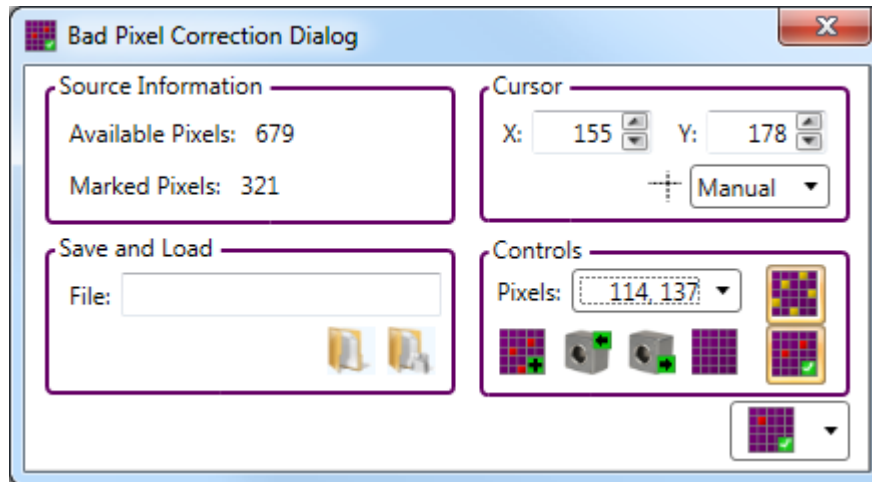 Bad Pixel Correction Dialog
Source Information
Available Pixels: 679
Marked Pixels: 321
Cursor
X: 155 Y: 178
Manual
Save and Load
File:
Controls
Pixels: 114, 137